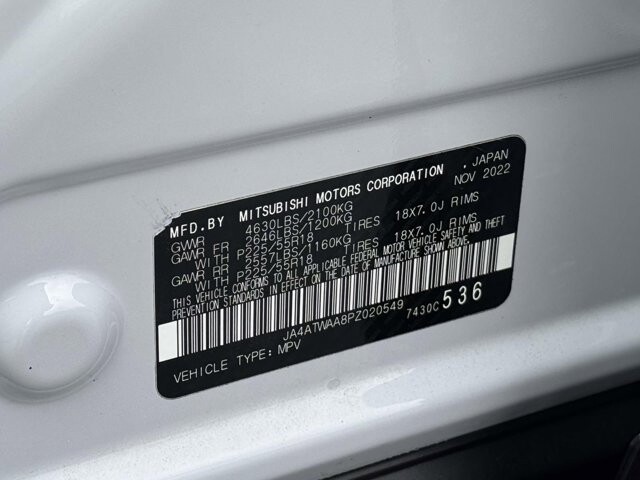 MFD.BY MITSUBISHI MOTORS CORPORATION , JAPAN
GVWR 4630LBS/2100KG NOV 2022
GAWR FR 2646LBS/1200KG
WITH P225/55R18 TIRES 18X7.0J RIMS
GAWR RR 2557LBS/1160KG
WITH P225/55R18 TIRES 18X7.0J RIMS
THIS VEHICLE CONFORMS TO ALL APPLICABLE FEDERAL MOTOR VEHICLE SAFETY AND
THEFT PREVENTION STANDARDS IN EFFECT ON THE DATE OF MANUFACTURE SHOWN ABOVE.
JA4ATWAA8PZ020549 7430C 536
VEHICLE TYPE: MPV